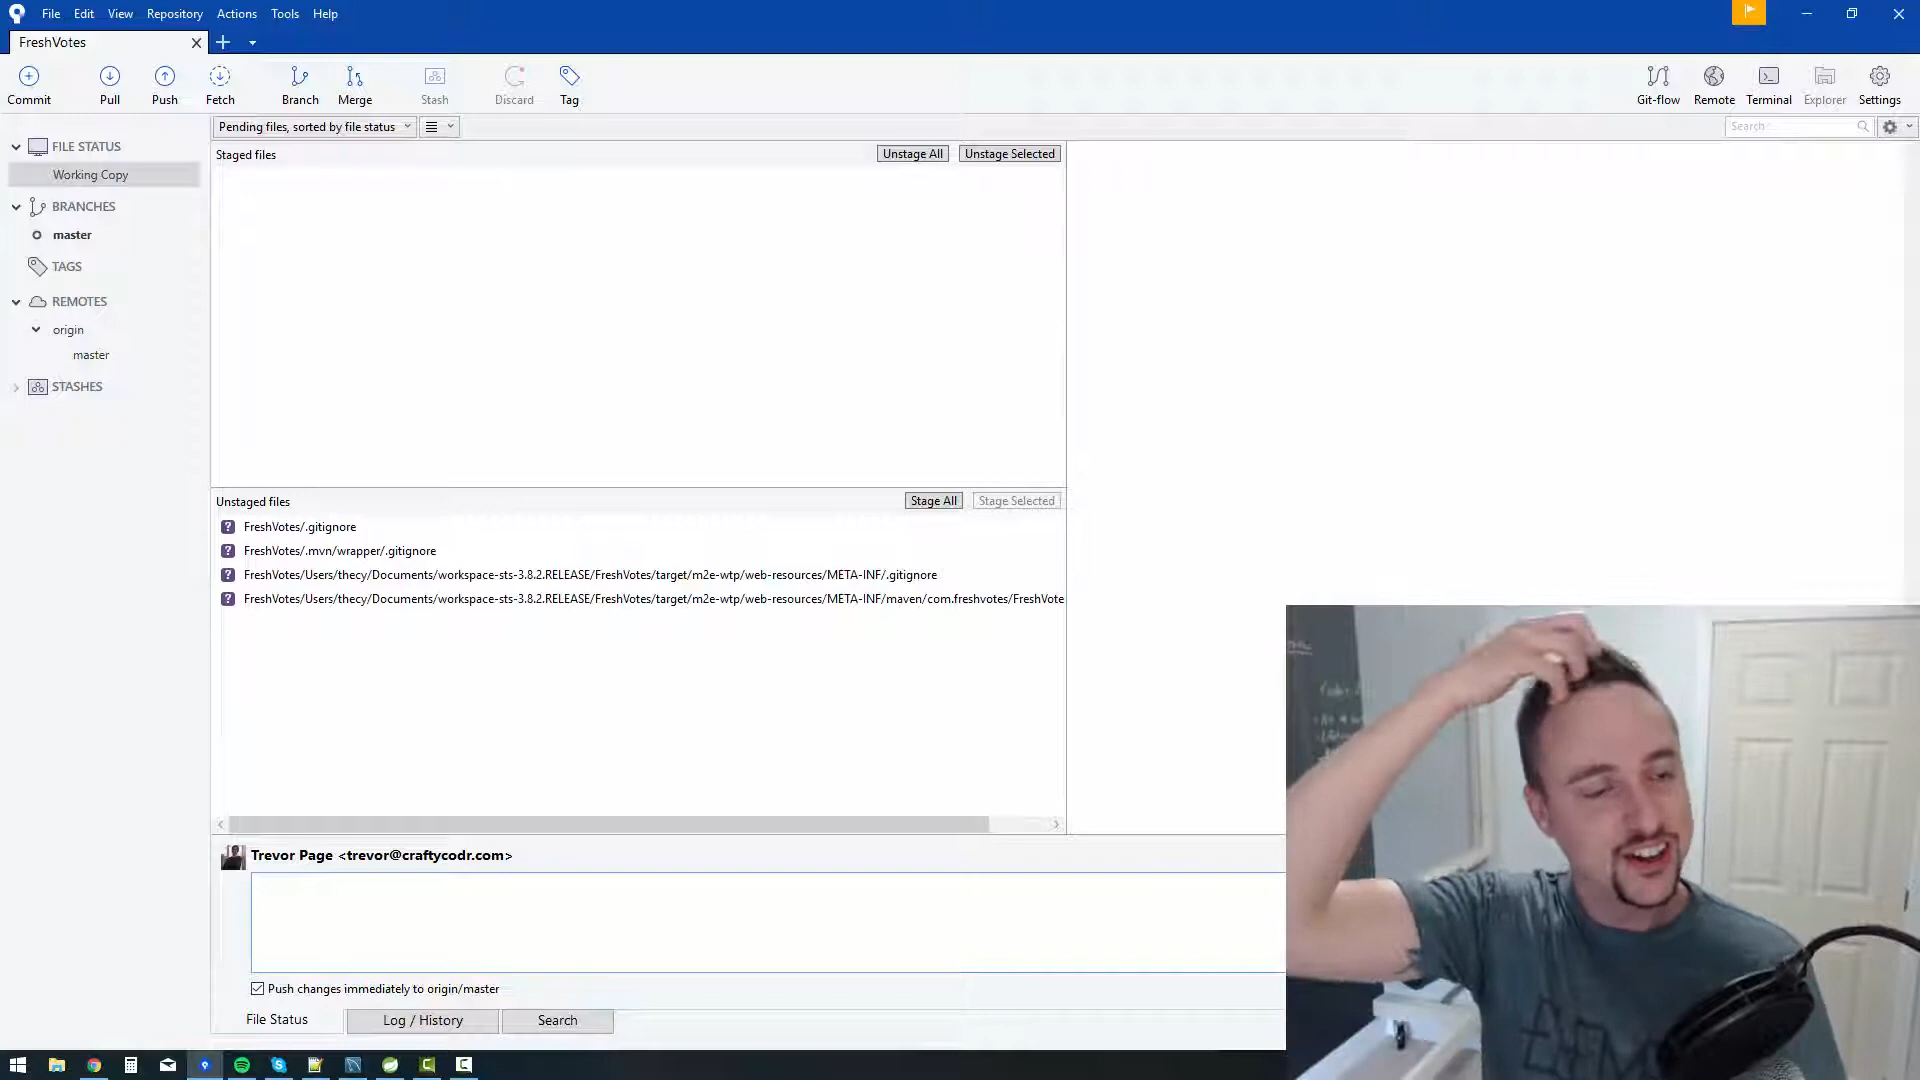 File Edit View Repository Actions Tools Help
FreshVotes
Commit Pull Push Fetch Branch Merge Stash Discard Tag Git-flow Remote Terminal Explorer Settings
Pending files, sorted by file status
Search
FILE STATUS
Working Copy
BRANCHES
master
TAGS
REMOTES
origin
master
STASHES
Staged files Unstage All Unstage Selected
Unstaged files Stage All Stage Selected
? FreshVotes/.gitignore
? FreshVotes/.mvn/wrapper/.gitignore
? FreshVotes/Users/thecy/Documents/workspace-sts-3.8.2.RELEASE/FreshVotes/target/m2e-wtp/web-resources/META-INF/.gitignore
? FreshVotes/Users/thecy/Documents/workspace-sts-3.8.2.RELEASE/FreshVotes/target/m2e-wtp/web-resources/META-INF/maven/com.freshvotes/FreshVote
Trevor Page <trevor@craftycodr.com>
Push changes immediately to origin/master
File Status Log / History Search